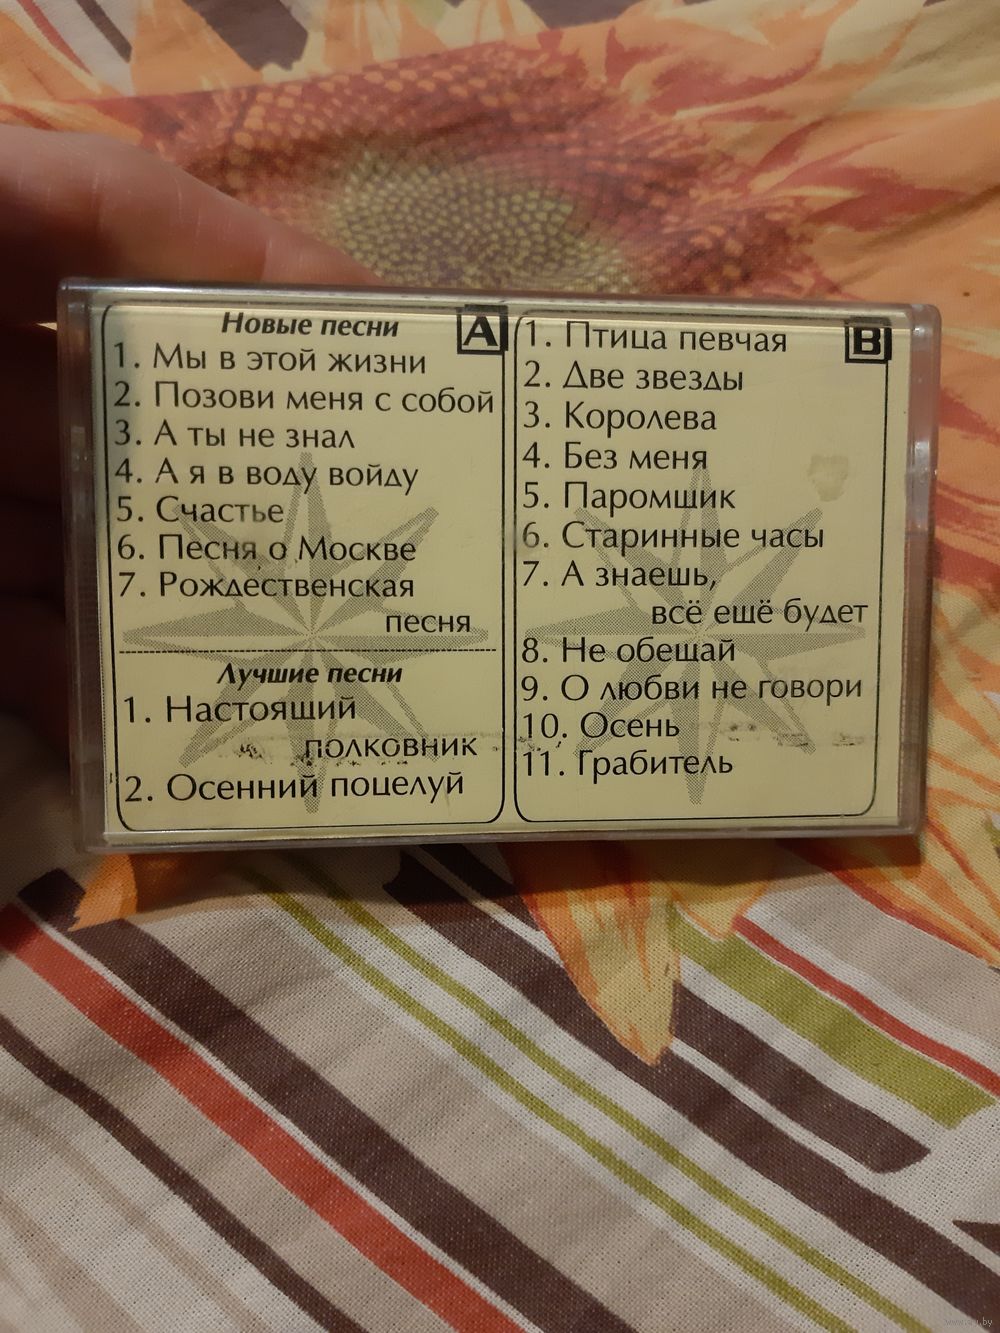 Новые песни
A
1. Мы в этой жизни
2. Позови меня с собой
3. А ты не знал
4. А я в воду войду
5. Счастье
6. Песня о Москве
7. Рождественская
песня
Лучшие песни
1. Настоящий
полковник
2. Осенний поцелуй
B
1. Птица певчая
2. Две звезды
3. Королева
4. Без меня
5. Паромщик
6. Старинные часы
7. А знаешь,
всё ещё будет
8. Не обещай
9. О любви не говори
10. Осень
11. Грабитель